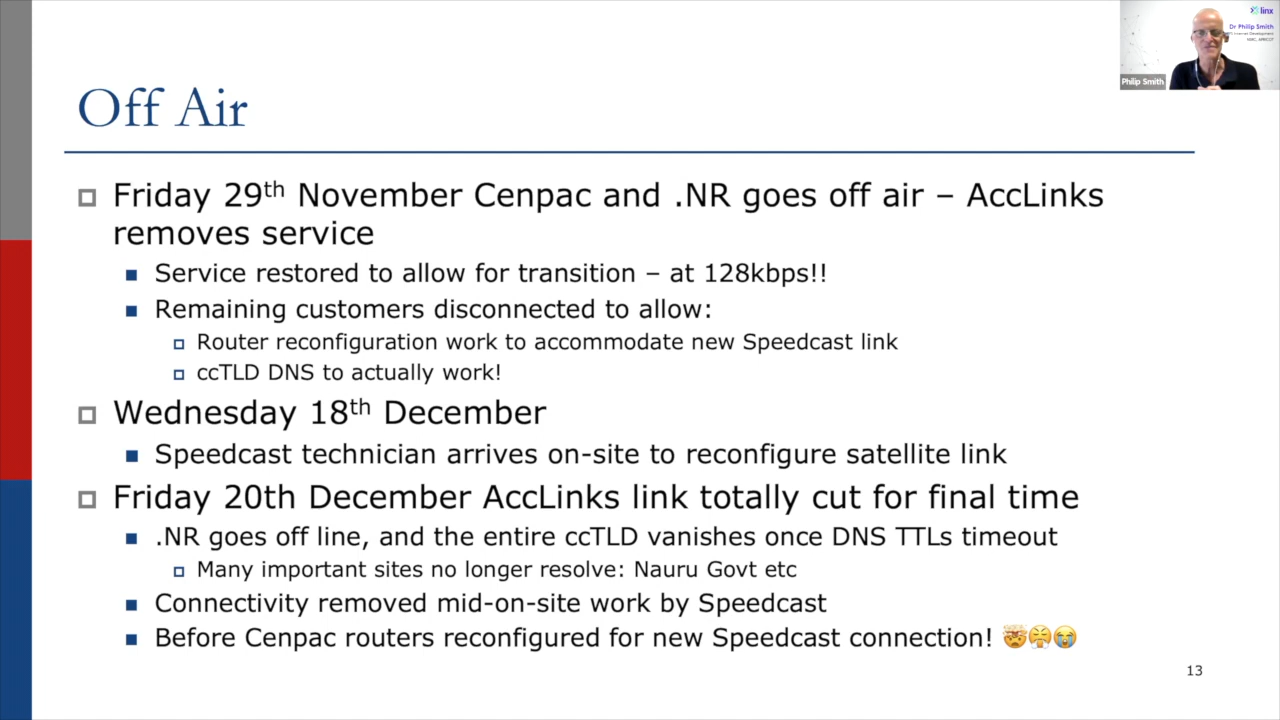 linx
Dr Philip Smith
NSRC, APRICOT
Philip Smith
Off Air
Friday 29th November Cenpac and .NR goes off air – AccLinks
removes service
Service restored to allow for transition – at 128kbps!!
Remaining customers disconnected to allow:
Router reconfiguration work to accommodate new Speedcast link
ccTLD DNS to actually work!
Wednesday 18th December
Speedcast technician arrives on-site to reconfigure satellite link
Friday 20th December AccLinks link totally cut for final time
.NR goes off line, and the entire ccTLD vanishes once DNS TTLs timeout
Many important sites no longer resolve: Nauru Govt etc
Connectivity removed mid-on-site work by Speedcast
Before Cenpac routers reconfigured for new Speedcast connection! 🤯😤😭
13